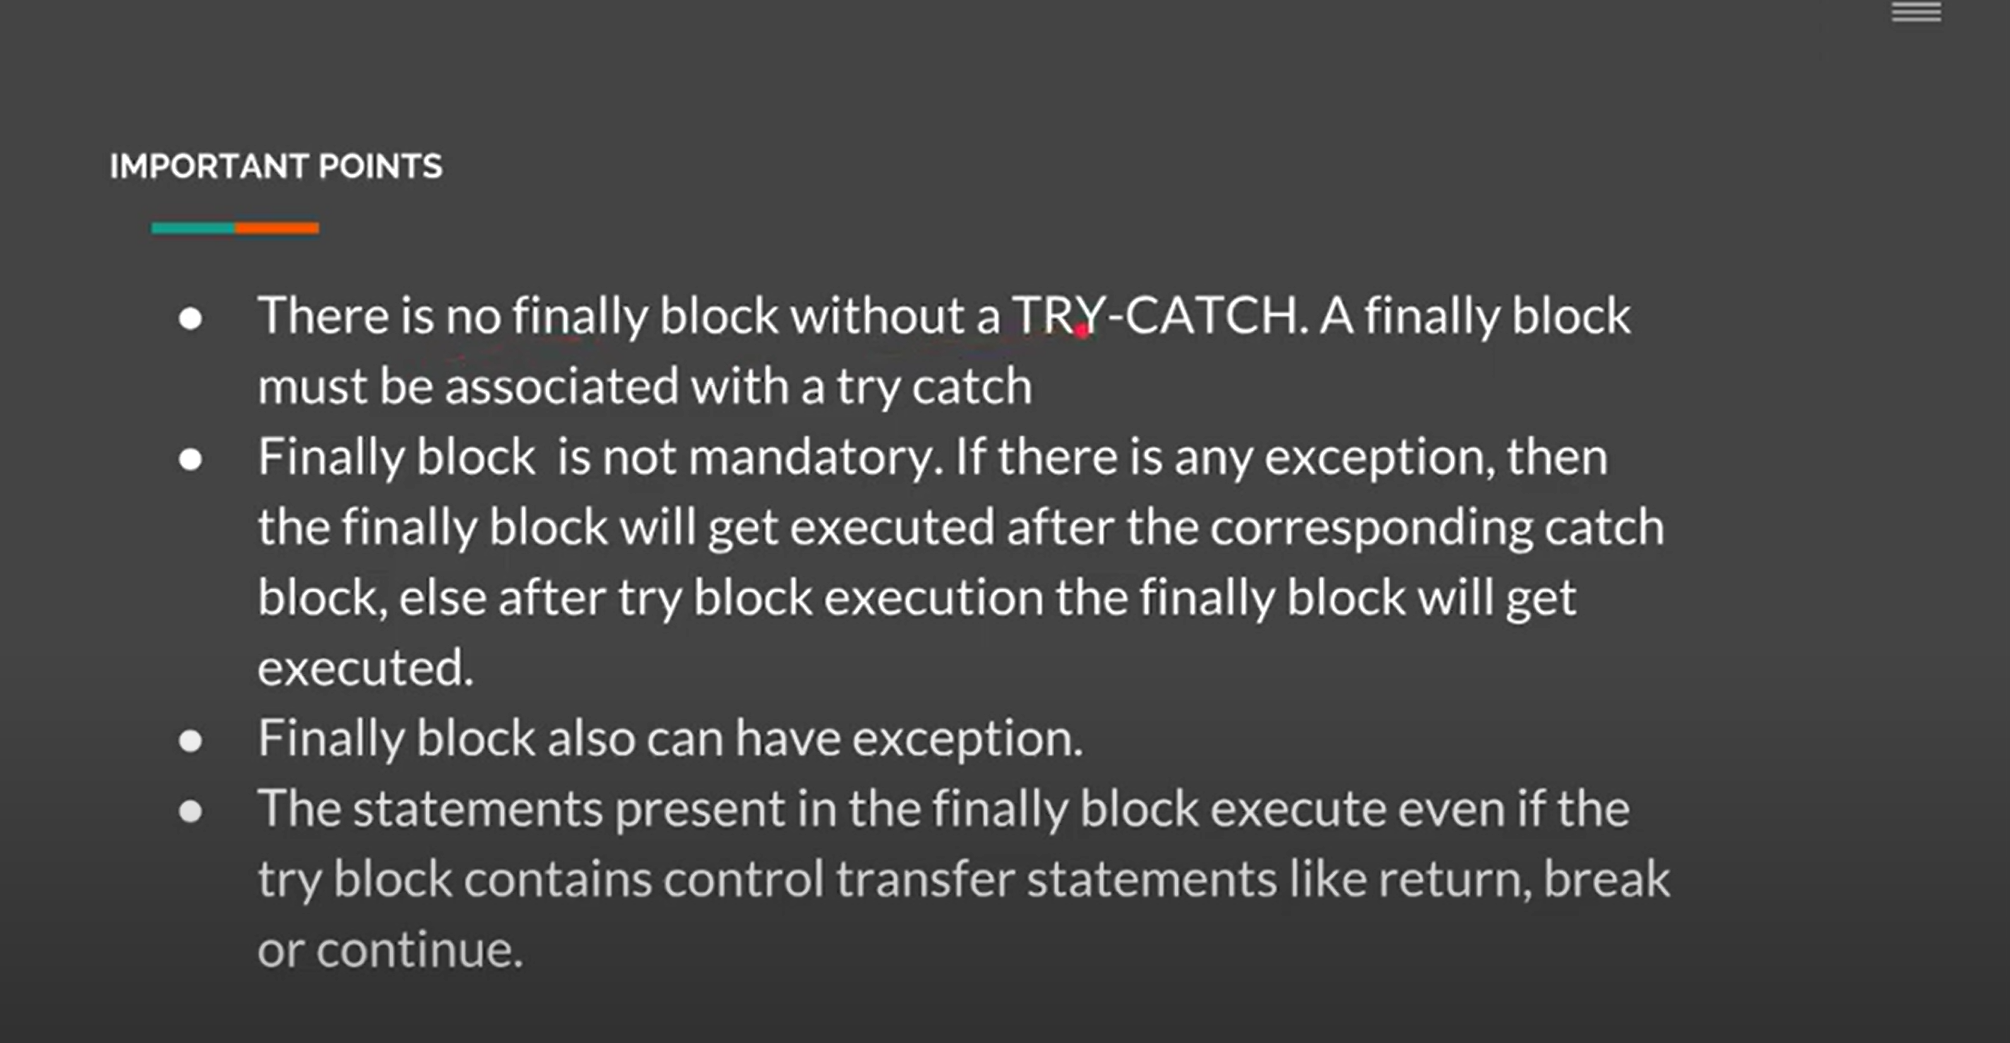 IMPORTANT POINTS
There is no finally block without a TRY-CATCH. A finally block
must be associated with a try catch
Finally block is not mandatory. If there is any exception, then
the finally block will get executed after the corresponding catch
block, else after try block execution the finally block will get
executed.
Finally block also can have exception.
The statements present in the finally block execute even if the
try block contains control transfer statements like return, break
or continue.